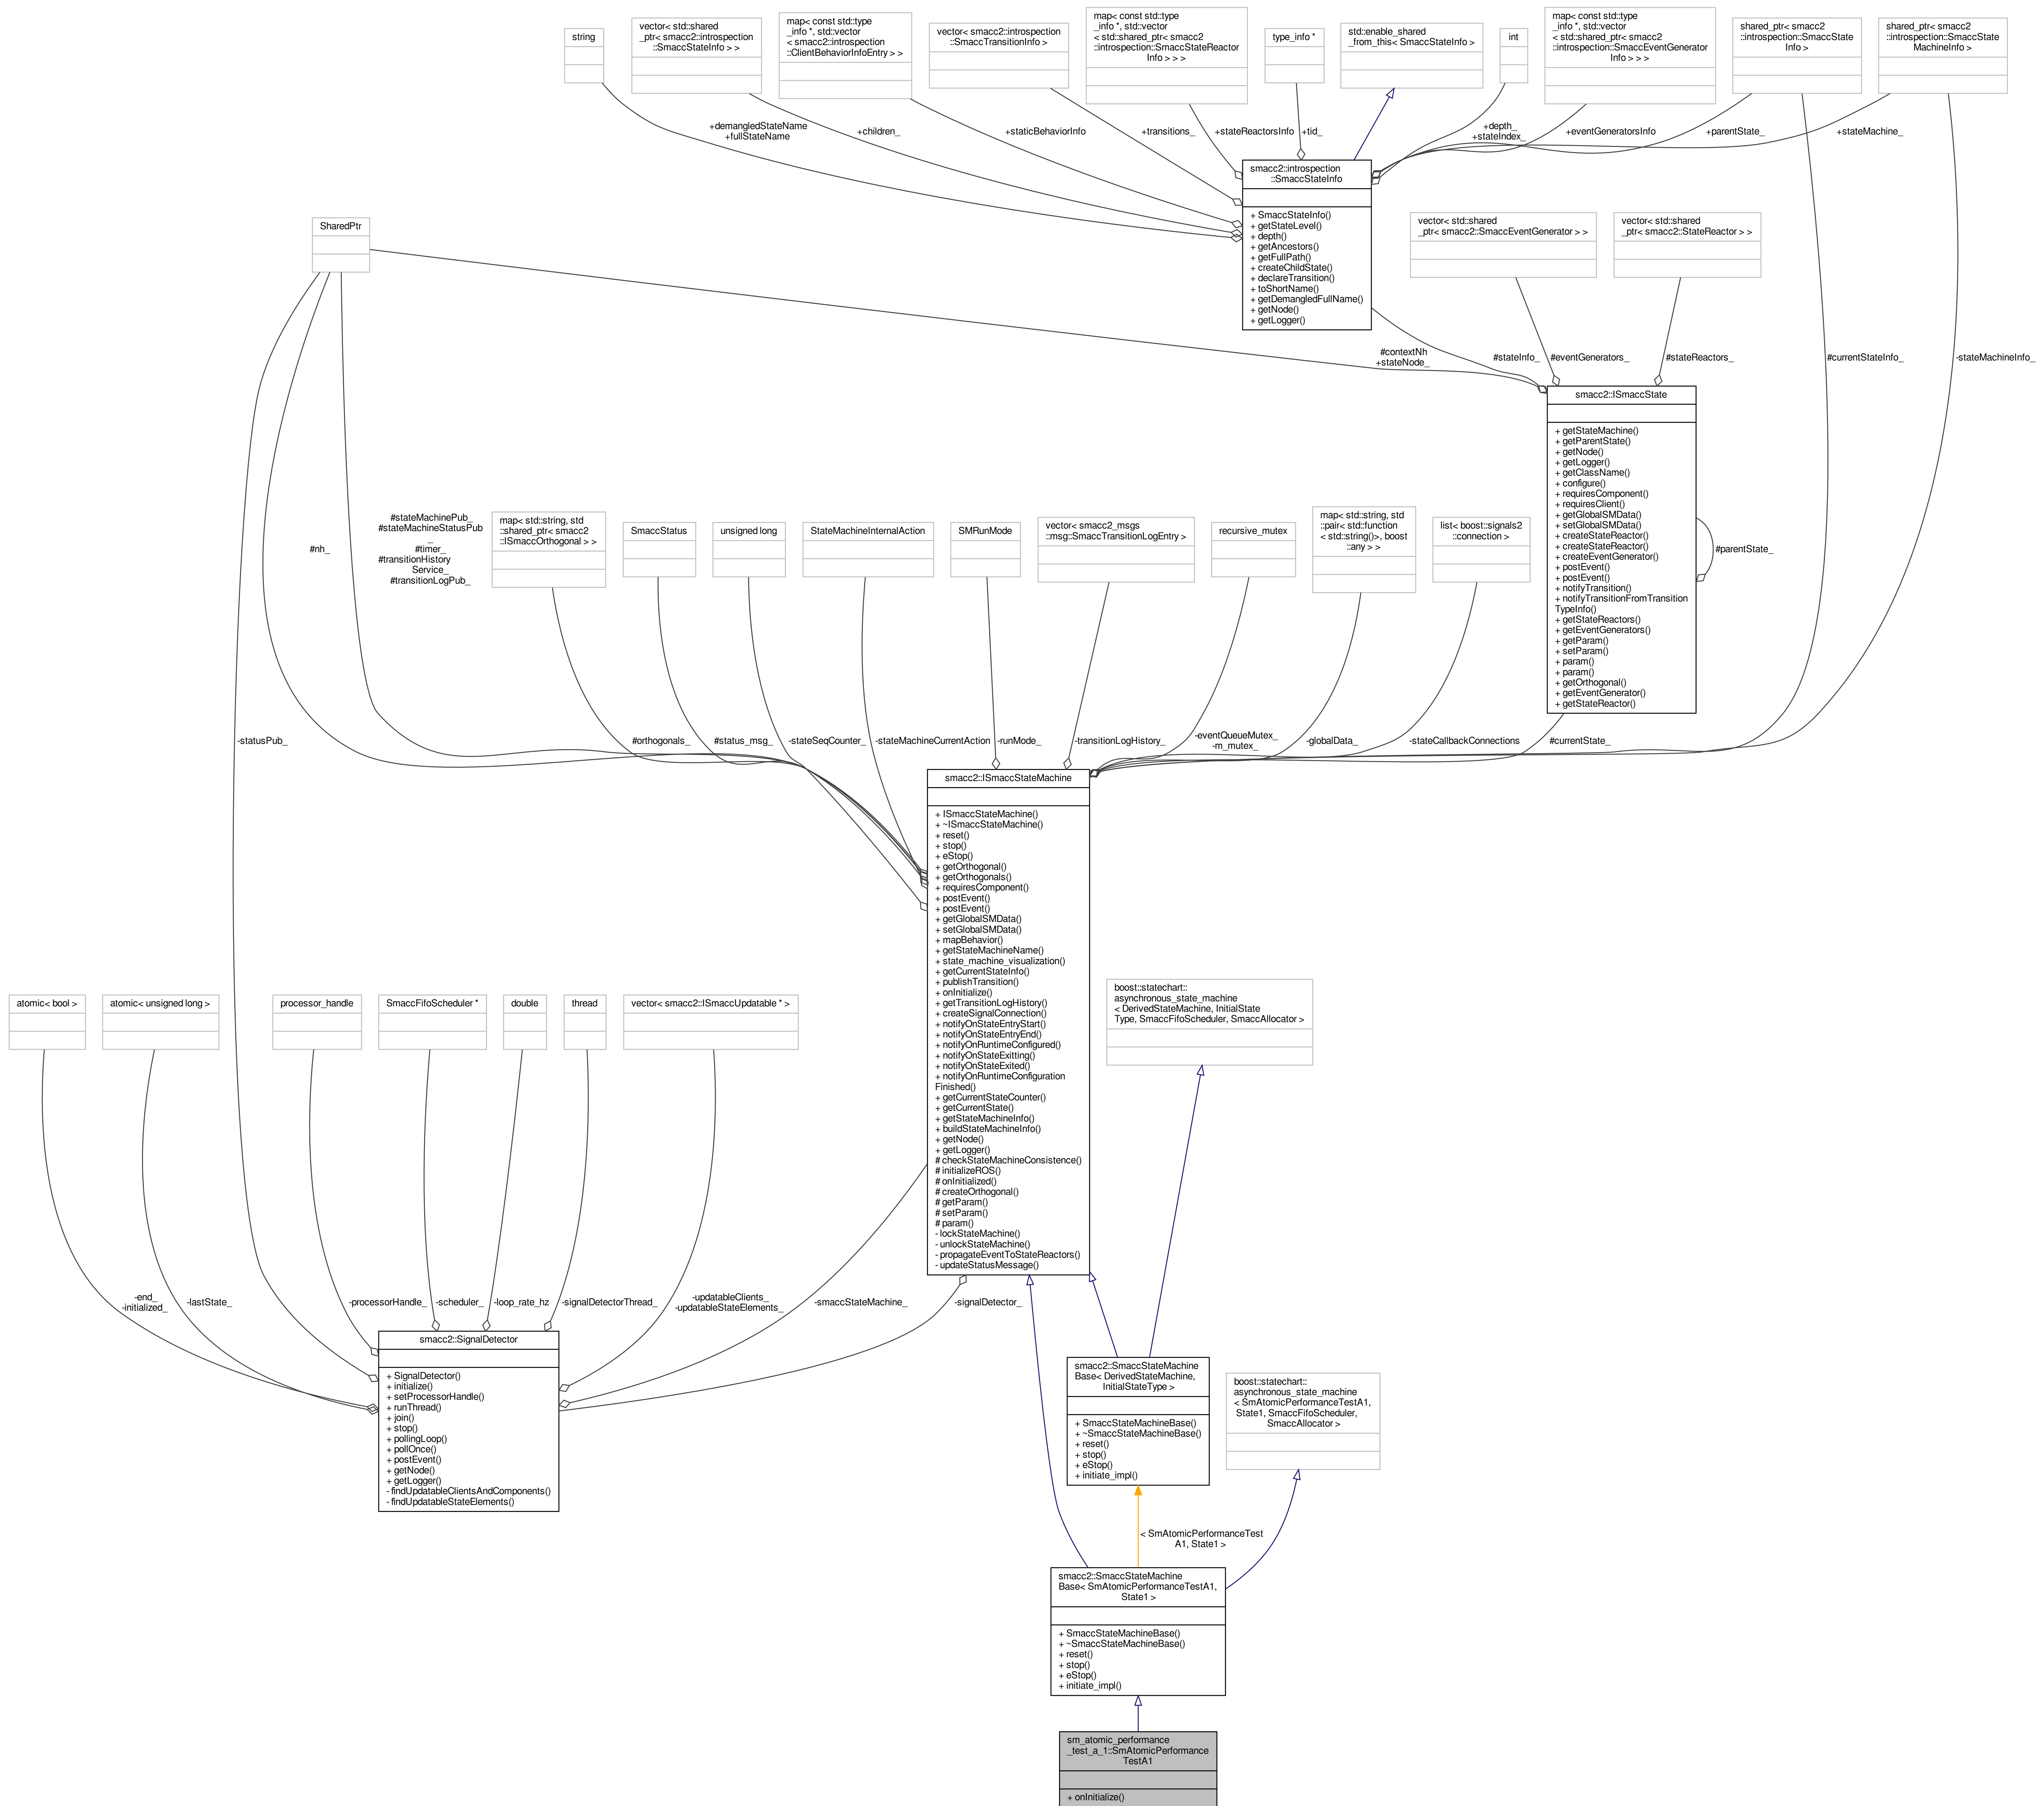 string
vector< std::shared
_ptr< smacc2::introspection
::SmaccStateInfo > >
map< const std::type
_info *, std::vector
< smacc2::introspection
::ClientBehaviorInfoEntry > >
vector< smacc2::introspection
::SmaccTransitionInfo >
map< const std::type
_info *, std::vector
< std::shared_ptr< smacc2
::introspection::SmaccStateReactor
Info > > >
type_info *
std::enable_shared
_from_this< SmaccStateInfo >
int
map< const std::type
_info *, std::vector
< std::shared_ptr< smacc2
::introspection::SmaccEventGenerator
Info > > >
shared_ptr< smacc2
::introspection::SmaccState
Info >
shared_ptr< smacc2
::introspection::SmaccState
MachineInfo >
+demangledStateName
+fullStateName
+children_
+staticBehaviorInfo
+transitions_
+stateReactorsInfo
+tid_
+depth_
+stateIndex_
+eventGeneratorsInfo
+parentState_
+stateMachine_
smacc2::introspection
::SmaccStateInfo
+ SmaccStateInfo()
+ getStateLevel()
+ depth()
+ getAncestors()
+ getFullPath()
+ createChildState()
+ declareTransition()
+ toShortName()
+ getDemangledFullName()
+ getNode()
+ getLogger()
SharedPtr
vector< std::shared
_ptr< smacc2::SmaccEventGenerator > >
vector< std::shared
_ptr< smacc2::StateReactor > >
#contextNh
+stateNode_
#stateInfo_
#eventGenerators_
#stateReactors_
#currentStateInfo_
-stateMachineInfo_
smacc2::ISmaccState
+ getStateMachine()
+ getParentState()
+ getNode()
+ getLogger()
+ getClassName()
+ configure()
+ requiresComponent()
+ requiresClient()
+ getGlobalSMData()
+ setGlobalSMData()
+ createStateReactor()
+ createStateReactor()
+ createEventGenerator()
+ postEvent()
+ postEvent()
+ notifyTransition()
+ notifyTransitionFromTransition
TypeInfo()
+ getStateReactors()
+ getEventGenerators()
+ getParam()
+ setParam()
+ param()
+ param()
+ getOrthogonal()
+ getEventGenerator()
+ getStateReactor()
#parentState_
#nh_
#stateMachinePub_
#stateMachineStatusPub
_
#timer_
#transitionHistory
Service_
#transitionLogPub_
map< std::string, std
::shared_ptr< smacc2
::ISmaccOrthogonal > >
SmaccStatus
unsigned long
StateMachineInternalAction
SMRunMode
vector< smacc2_msgs
::msg::SmaccTransitionLogEntry >
recursive_mutex
map< std::string, std
::pair< std::function
< std::string()>, boost
::any > >
list< boost::signals2
::connection >
-statusPub_
#orthogonals_
#status_msg_
-stateSeqCounter_
-stateMachineCurrentAction
-runMode_
-transitionLogHistory_
-eventQueueMutex_
-m_mutex_
-globalData_
-stateCallbackConnections
#currentState_
smacc2::ISmaccStateMachine
+ ISmaccStateMachine()
+ ~ISmaccStateMachine()
+ reset()
+ stop()
+ eStop()
+ getOrthogonal()
+ getOrthogonals()
+ requiresComponent()
+ postEvent()
+ postEvent()
+ getGlobalSMData()
+ setGlobalSMData()
+ mapBehavior()
+ getStateMachineName()
+ state_machine_visualization()
+ getCurrentStateInfo()
+ publishTransition()
+ onInitialize()
+ getTransitionLogHistory()
+ createSignalConnection()
+ notifyOnStateEntryStart()
+ notifyOnStateEntryEnd()
+ notifyOnRuntimeConfigured()
+ notifyOnStateExitting()
+ notifyOnStateExited()
+ notifyOnRuntimeConfiguration
Finished()
+ getCurrentStateCounter()
+ getCurrentState()
+ getStateMachineInfo()
+ buildStateMachineInfo()
+ getNode()
+ getLogger()
# checkStateMachineConsistence()
# initializeROS()
# onInitialized()
# createOrthogonal()
# getParam()
# setParam()
# param()
- lockStateMachine()
- unlockStateMachine()
- propagateEventToStateReactors()
- updateStatusMessage()
atomic< bool >
atomic< unsigned long >
processor_handle
SmaccFifoScheduler *
double
thread
vector< smacc2::ISmaccUpdatable * >
boost::statechart::
asynchronous_state_machine
< DerivedStateMachine, InitialState
Type, SmaccFifoScheduler, SmaccAllocator >
-end_
-initialized_
-lastState_
-processorHandle_
-scheduler_
-loop_rate_hz
-signalDetectorThread_
-updatableClients_
-updatableStateElements_
-smaccStateMachine_
-signalDetector_
smacc2::SignalDetector
+ SignalDetector()
+ initialize()
+ setProcessorHandle()
+ runThread()
+ join()
+ stop()
+ pollingLoop()
+ pollOnce()
+ postEvent()
+ getNode()
+ getLogger()
- findUpdatableClientsAndComponents()
- findUpdatableStateElements()
smacc2::SmaccStateMachine
Base< DerivedStateMachine,
InitialStateType >
+ SmaccStateMachineBase()
+ ~SmaccStateMachineBase()
+ reset()
+ stop()
+ eStop()
+ initiate_impl()
boost::statechart::
asynchronous_state_machine
< SmAtomicPerformanceTestA1,
State1, SmaccFifoScheduler,
SmaccAllocator >
< SmAtomicPerformanceTest
A1, State1 >
smacc2::SmaccStateMachine
Base< SmAtomicPerformanceTestA1,
State1 >
+ SmaccStateMachineBase()
+ ~SmaccStateMachineBase()
+ reset()
+ stop()
+ eStop()
+ initiate_impl()
sm_atomic_performance
_test_a_1::SmAtomicPerformance
TestA1
+ onInitialize()